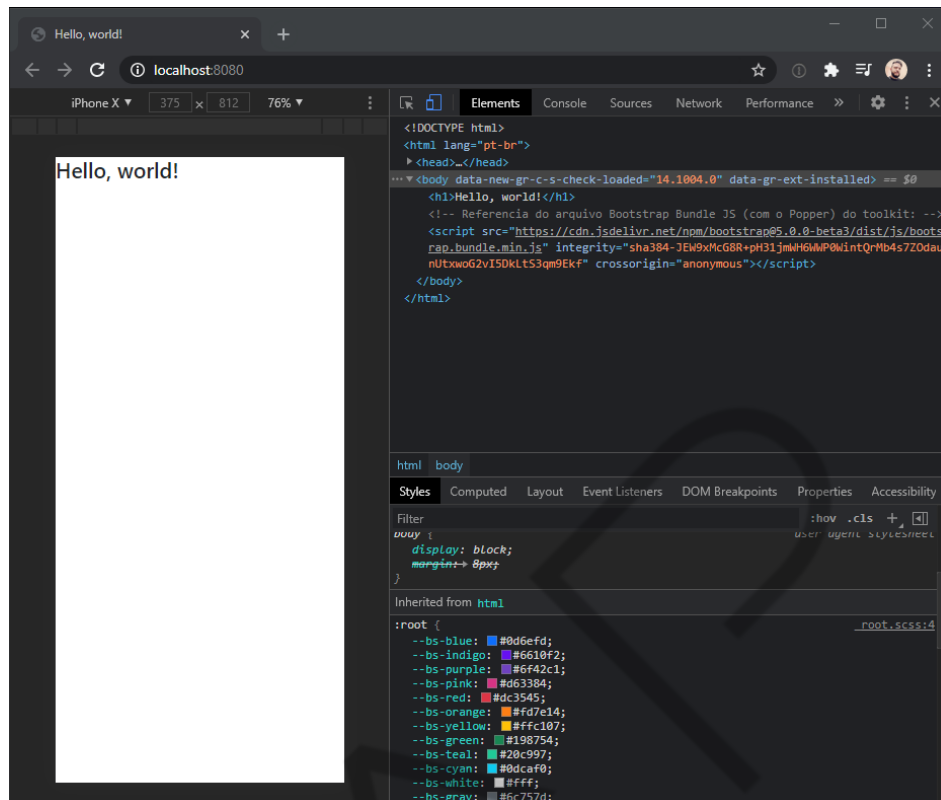 Hello, world!
localhost:8080
iPhone X ▼ 375 x 812 76% ▼
Hello, world!
Elements Console Sources Network Performance »
<!DOCTYPE html>
<html lang="pt-br">
▶<head>…</head>
…▼<body data-new-gr-c-s-check-loaded="14.1004.0" data-gr-ext-installed> == $0
<h1>Hello, world!</h1>
<!-- Referencia do arquivo Bootstrap Bundle JS (com o Popper) do toolkit: -->
<script src="https://cdn.jsdelivr.net/npm/bootstrap@5.0.0-beta3/dist/js/boots
rap.bundle.min.js" integrity="sha384-JEW9xMcG8R+pH31jmWH6WWP0WintQrMb4s7ZOdau
nUtxwoG2vI5DkLtS3qm9Ekf" crossorigin="anonymous"></script>
</body>
</html>
html body
Styles Computed Layout Event Listeners DOM Breakpoints Properties Accessibility
Filter :hov .cls +
body { user agent stylesheet
display: block;
margin:▶ 8px;
}
Inherited from html
:root { _root.scss:4
--bs-blue: #0d6efd;
--bs-indigo: #6610f2;
--bs-purple: #6f42c1;
--bs-pink: #d63384;
--bs-red: #dc3545;
--bs-orange: #fd7e14;
--bs-yellow: #ffc107;
--bs-green: #198754;
--bs-teal: #20c997;
--bs-cyan: #0dcaf0;
--bs-white: #fff;
--bs-gray: #6c757d;